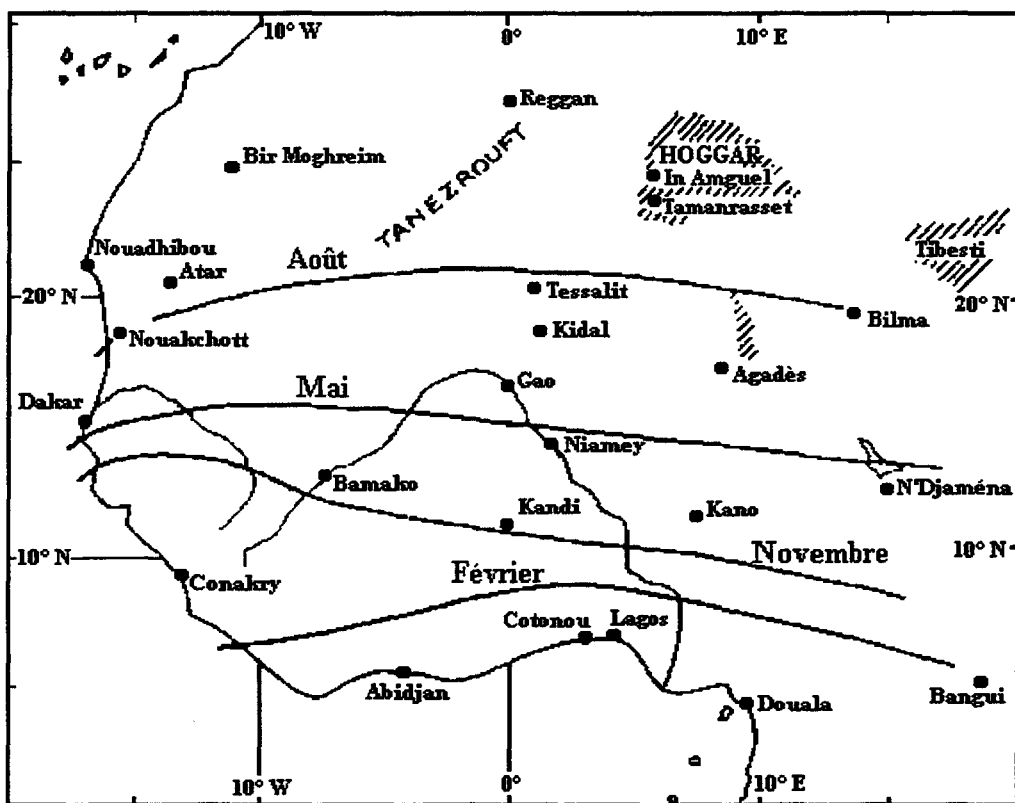 10° W
0°
10° E
Reggan
Bir Moghreim
HOGGAR
In Amguel
Tamanrasset
TANEZROUFT
Nouadhibou
Atar
Août
Tibesti
20° N
Tessalit
20° N
Nouakchott
Kidal
Bilma
Mai
Gao
Agadès
Dakar
Niamey
Bamako
N'Djaména
Kandi
Kano
10° N
Novembre
10° N
Conakry
Février
Cotonou
Lagos
Abidjan
Douala
Bangui
10° W
0°
10° E